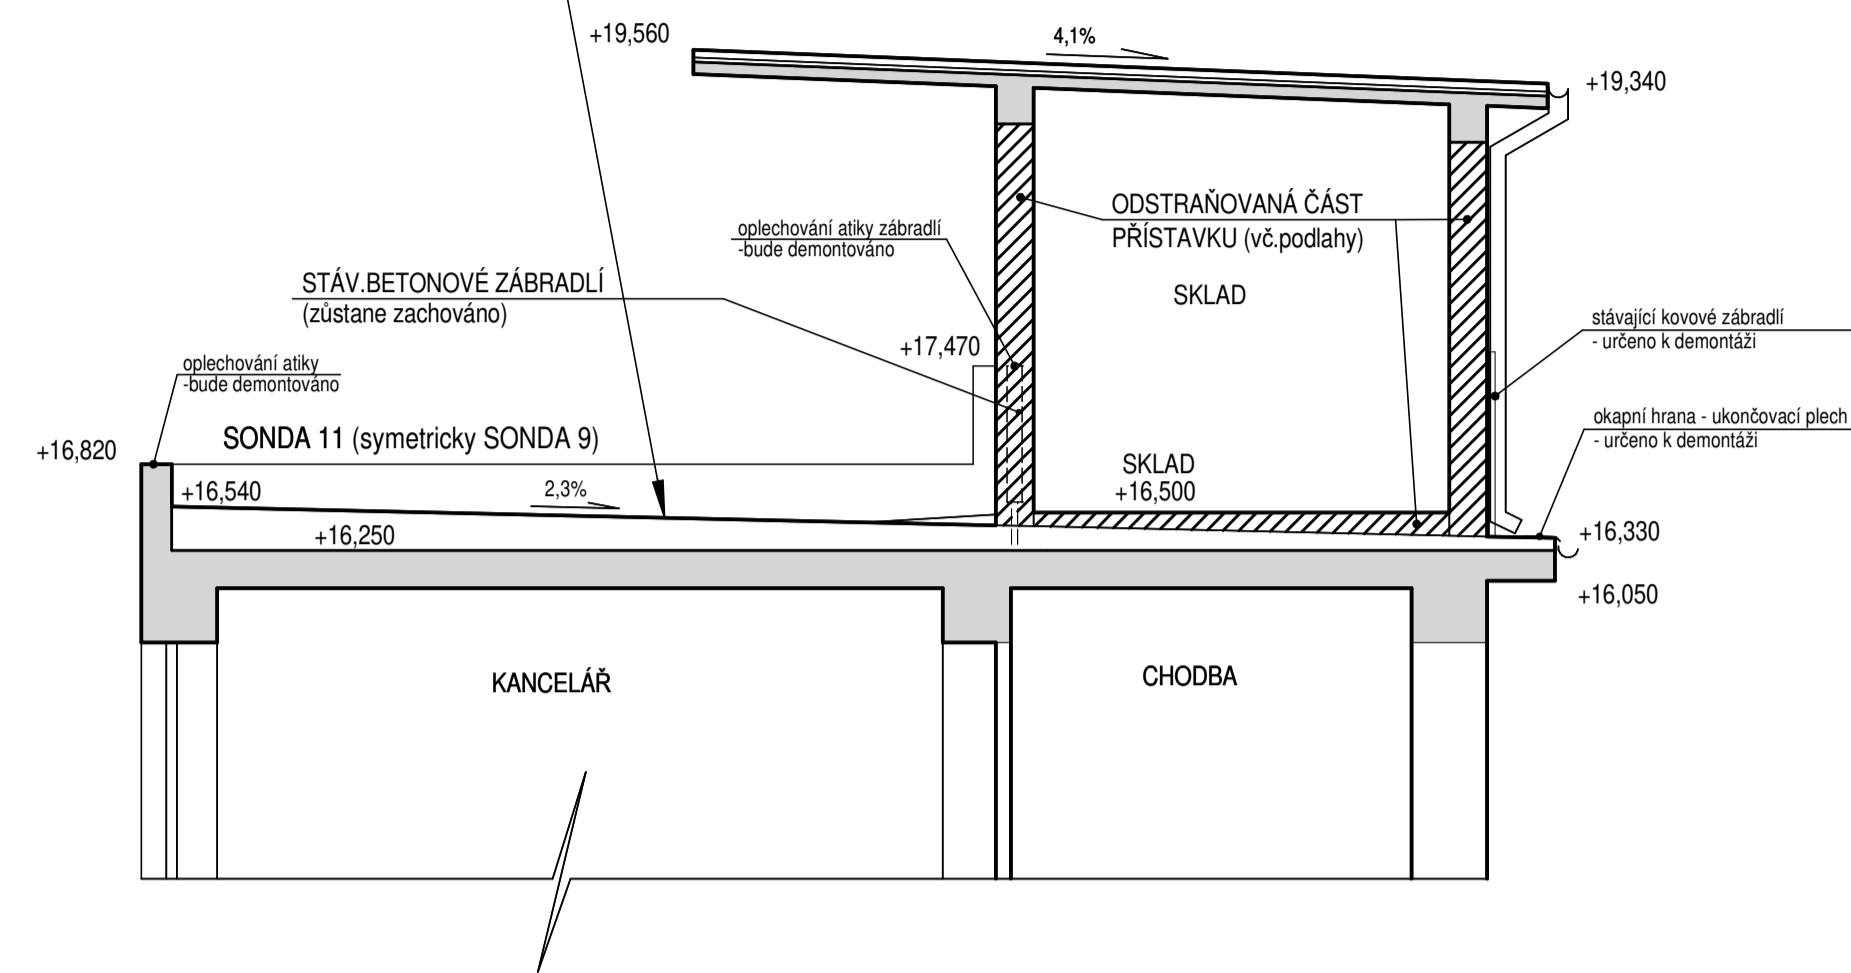 +19,560
4,1%
+19,340
ODSTRAŇOVANÁ ČÁST
PŘÍSTAVKU (vč.podlahy)
oplechování atiky zábradlí
-bude demontováno
STÁV.BETONOVÉ ZÁBRADLÍ
(zůstane zachováno)
SKLAD
stávající kovové zábradlí
- určeno k demontáži
+17,470
oplechování atiky
-bude demontováno
okapní hrana - ukončovací plech
- určeno k demontáži
+16,820
SONDA 11 (symetricky SONDA 9)
SKLAD
+16,500
+16,540
2,3%
+16,250
+16,330
+16,050
KANCELÁŘ
CHODBA